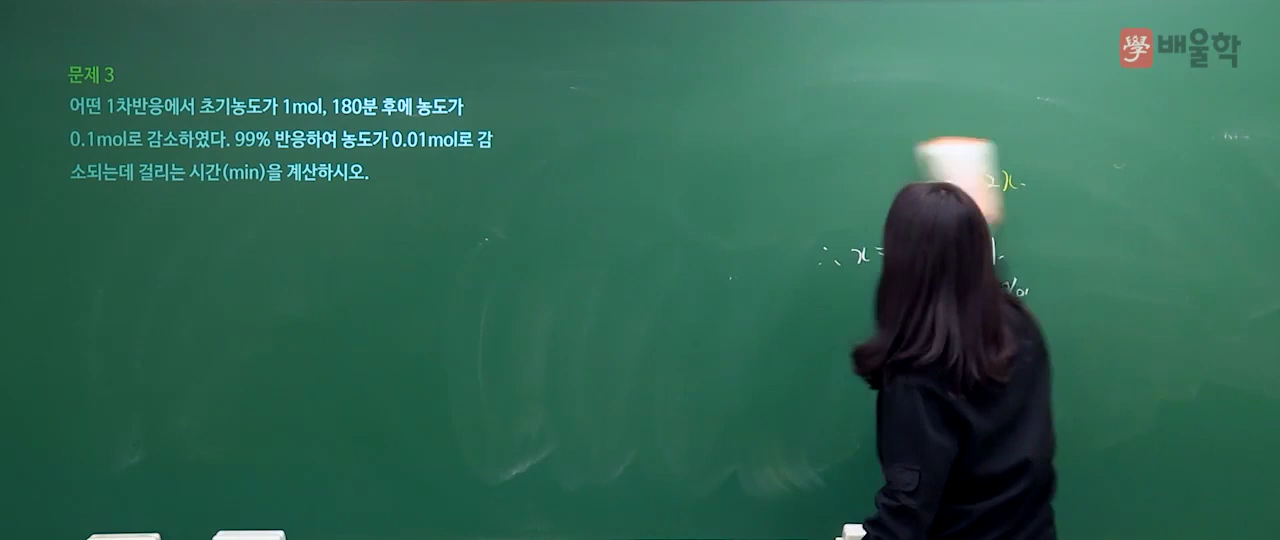 學 배울학
문제 3
어떤 1차반응에서 초기농도가 1mol, 180분 후에 농도가
0.1mol로 감소하였다. 99% 반응하여 농도가 0.01mol로 감
소되는데 걸리는 시간(min)을 계산하시오.
2x.
∴ x=